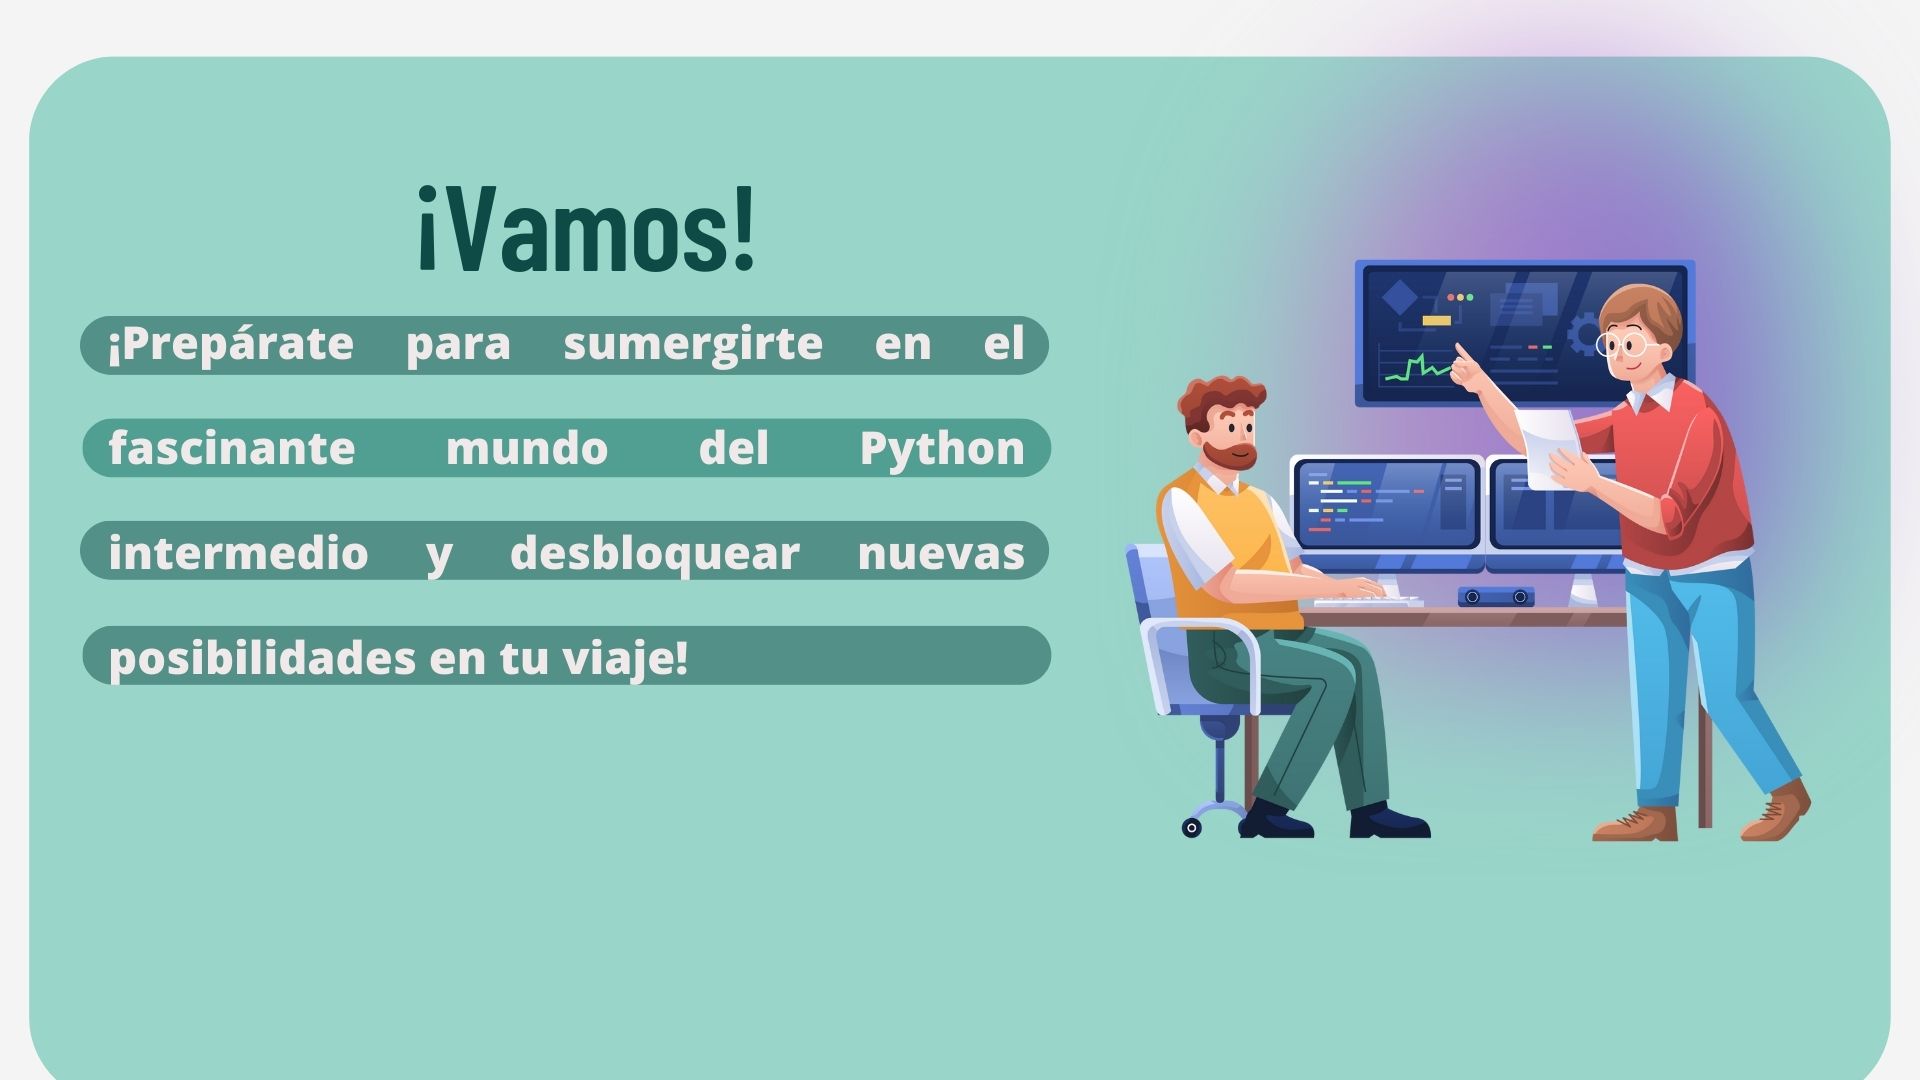 ¡Vamos!
¡Prepárate para sumergirte en el
fascinante mundo del Python
intermedio y desbloquear nuevas
posibilidades en tu viaje!